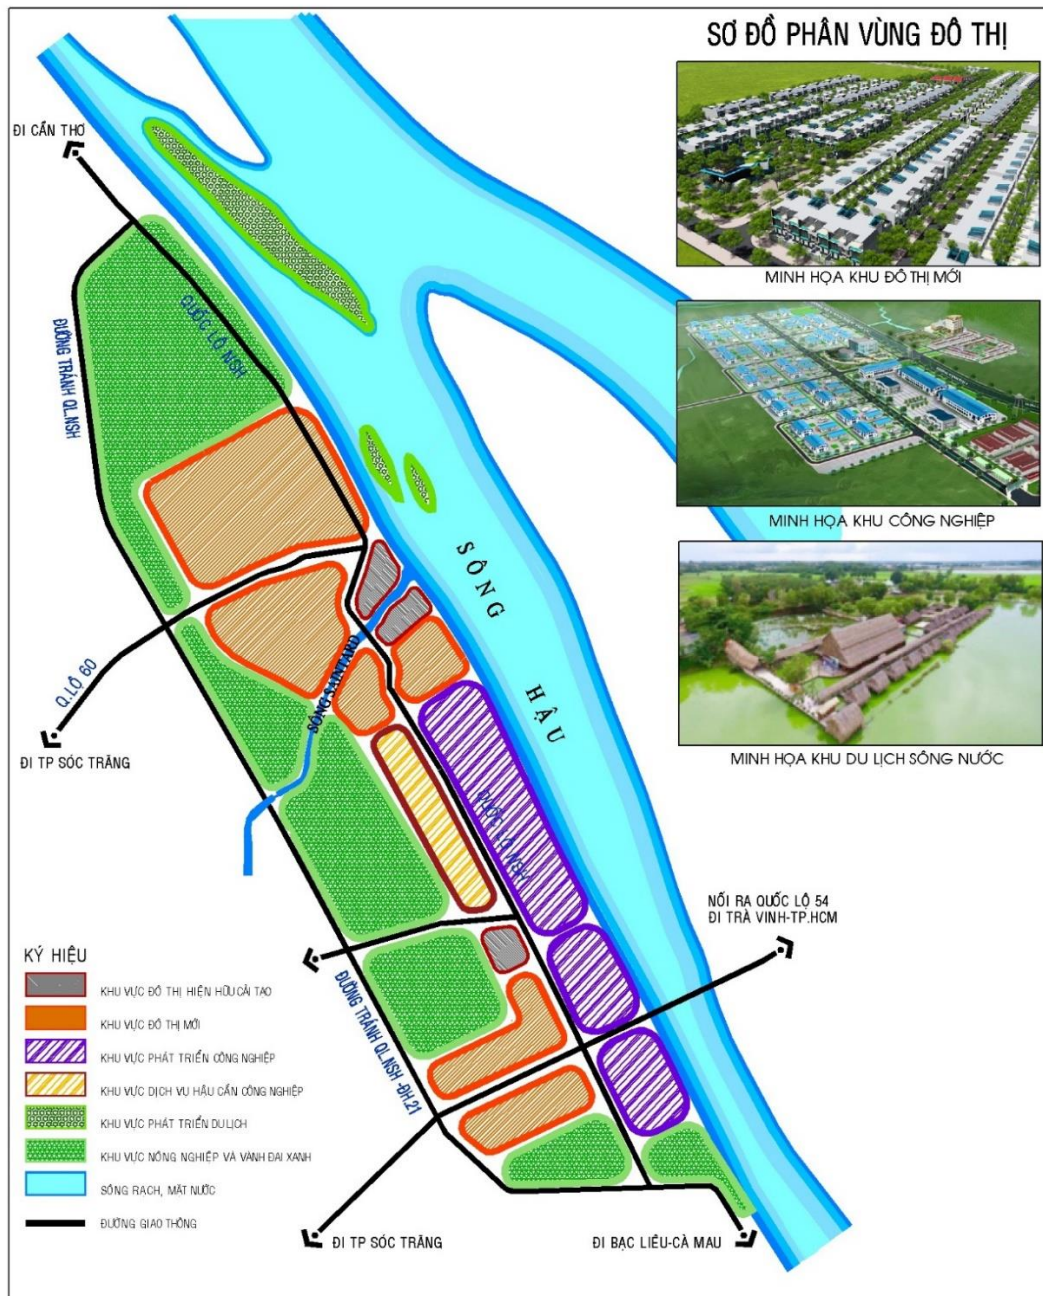 SƠ ĐỒ PHÂN VÙNG ĐÔ THỊ
MINH HỌA KHU ĐÔ THỊ MỚI
MINH HỌA KHU CÔNG NGHIỆP
MINH HỌA KHU DU LỊCH SÔNG NƯỚC
ĐI CẦN THƠ
QUỐC LỘ NSH
ĐƯỜNG TRÁNH QL.NSH
SÔNG HẬU
SÔNG SAINTARD
Q.LỘ 60
ĐI TP SÓC TRĂNG
QUỐC LỘ NSH
NỐI RA QUỐC LỘ 54
ĐI TRÀ VINH-TP.HCM
ĐƯỜNG TRÁNH QL.NSH -ĐH.21
KÝ HIỆU
KHU VỰC ĐÔ THỊ HIỆN HỮU CẢI TẠO
KHU VỰC ĐÔ THỊ MỚI
KHU VỰC PHÁT TRIỂN CÔNG NGHIỆP
KHU VỰC DỊCH VỤ HẬU CẦN CÔNG NGHIỆP
KHU VỰC PHÁT TRIỂN DU LỊCH
KHU VỰC NÔNG NGHIỆP VÀ VÀNH ĐAI XANH
SÔNG RẠCH, MẶT NƯỚC
ĐƯỜNG GIAO THÔNG
ĐI TP SÓC TRĂNG
ĐI BẠC LIÊU-CÀ MAU